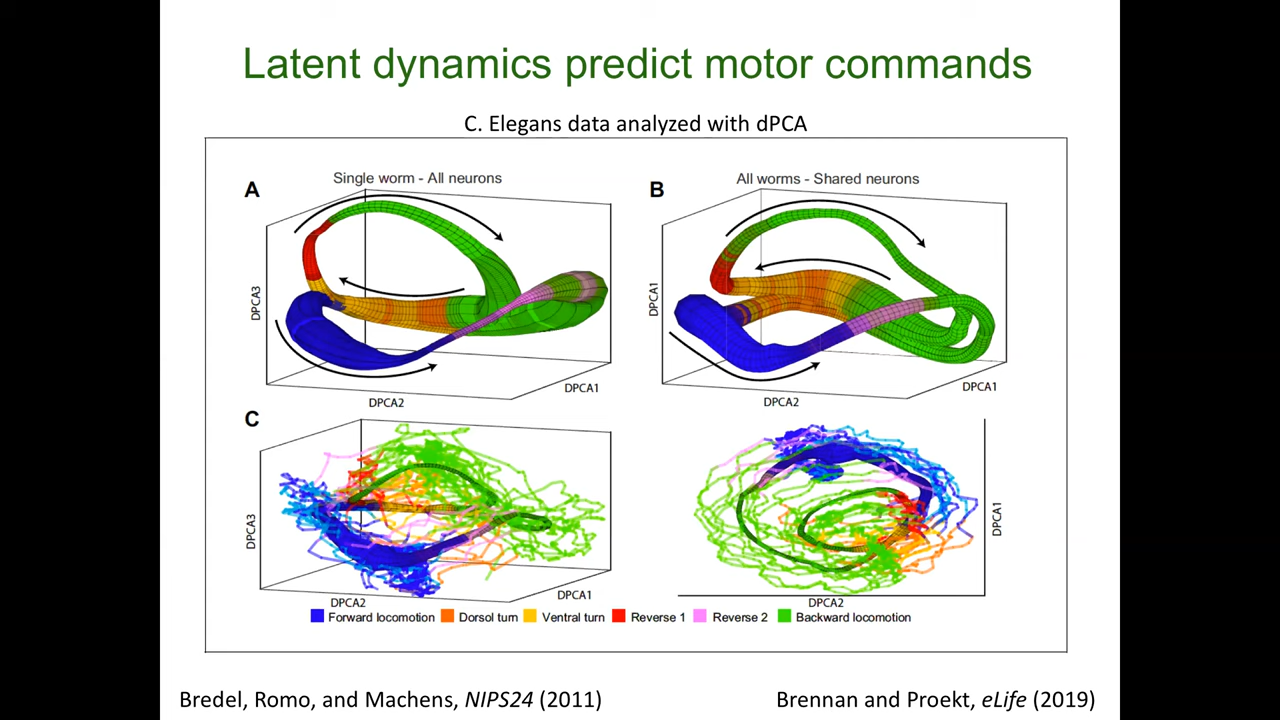 Latent dynamics predict motor commands
C. Elegans data analyzed with dPCA
A
Single worm - All neurons
DPCA3
DPCA2
DPCA1
B
All worms - Shared neurons
DPCA1
DPCA2
DPCA1
C
DPCA3
DPCA2
DPCA1
DPCA1
DPCA2
Forward locomotion Dorsol turn Ventral turn Reverse 1 Reverse 2 Backward locomotion
Bredel, Romo, and Machens, NIPS24 (2011)
Brennan and Proekt, eLife (2019)